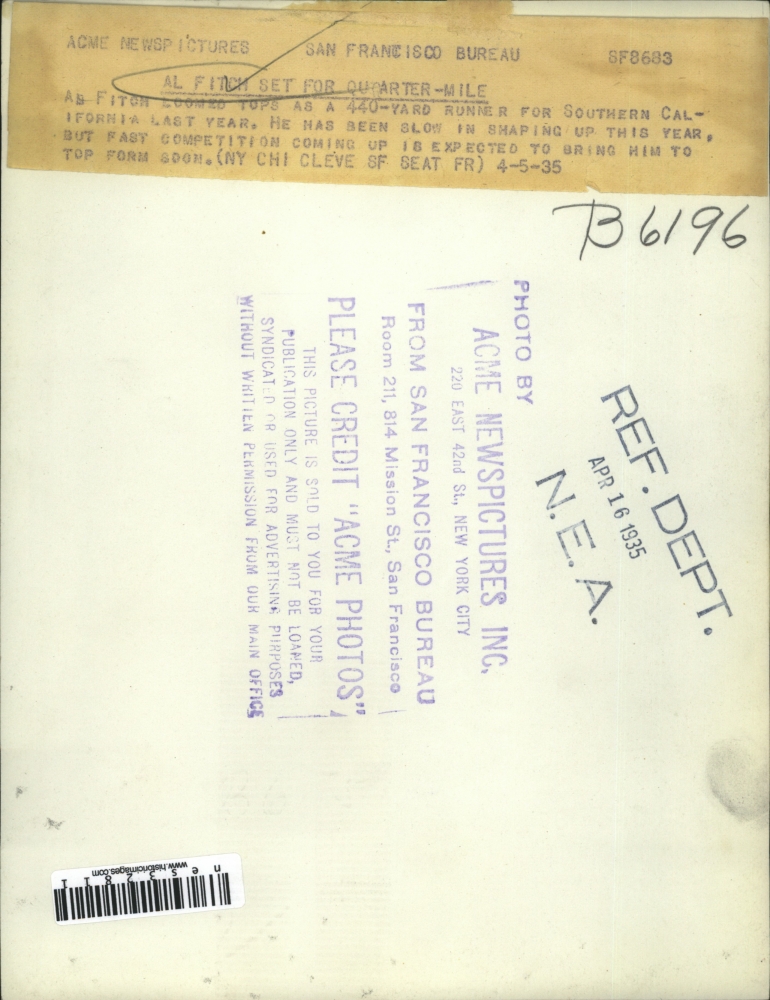 ACME NEWSPICTURES SAN FRANCISCO BUREAU SF8683
AL FITCH SET FOR QUARTER-MILE
AL FITCH LOOMED TOPS AS A 440-YARD RUNNER FOR SOUTHERN CAL-
IFORNIA LAST YEAR. HE HAS BEEN SLOW IN SHAPING UP THIS YEAR,
BUT FAST COMPETITION COMING UP IS EXPECTED TO BRING HIM TO
TOP FORM SOON. (NY CHI CLEVE SF SEAT FR) 4-5-35
B6196
REF. DEPT.
APR 16 1935
N.E.A.
PHOTO BY
ACME NEWSPICTURES INC,
220 EAST 42nd St., NEW YORK CITY
FROM SAN FRANCISCO BUREAU
Room 211, 814 Mission St., San Francisco
PLEASE CREDIT "ACME PHOTOS"
THIS PICTURE IS SOLD TO YOU FOR YOUR
PUBLICATION ONLY AND MUST NOT BE LOANED,
SYNDICATED OR USED FOR ADVERTISING PURPOSES
WITHOUT WRITTEN PERMISSION FROM OUR MAIN OFFICE
www.historicimages.com
nes32811